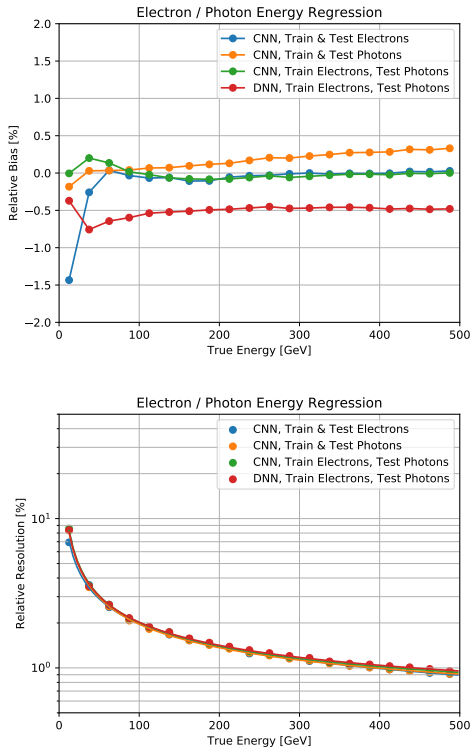 Electron / Photon Energy Regression
2.0
1.5
1.0
0.5
0.0
−0.5
−1.0
−1.5
−2.0
Relative Bias [%]
CNN, Train & Test Electrons
CNN, Train & Test Photons
CNN, Train Electrons, Test Photons
DNN, Train Electrons, Test Photons
0 100 200 300 400 500
True Energy [GeV]
Electron / Photon Energy Regression
10¹
10⁰
Relative Resolution [%]
CNN, Train & Test Electrons
CNN, Train & Test Photons
CNN, Train Electrons, Test Photons
DNN, Train Electrons, Test Photons
0 100 200 300 400 500
True Energy [GeV]